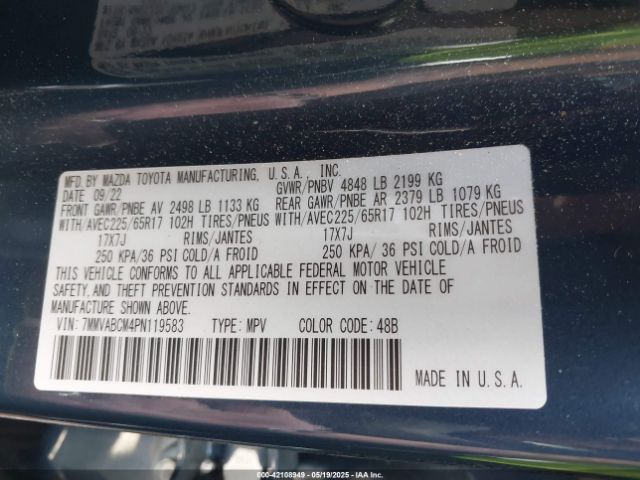 MFD. BY MAZDA TOYOTA MANUFACTURING, U.S.A., INC.
DATE 09/22 GVWR/PNBV 4848 LB 2199 KG
FRONT GAWR/PNBE AV 2498 LB 1133 KG REAR GAWR/PNBE AR 2379 LB 1079 KG
WITH/AVEC225/65R17 102H TIRES/PNEUS WITH/AVEC225/65R17 102H TIRES/PNEUS
17X7J RIMS/JANTES 17X7J RIMS/JANTES
250 KPA/36 PSI COLD/A FROID 250 KPA/ 36 PSI COLD/A FROID
THIS VEHICLE CONFORMS TO ALL APPLICABLE FEDERAL MOTOR VEHICLE
SAFETY, AND THEFT PREVENTION STANDARDS IN EFFECT ON THE DATE OF
MANUFACTURE SHOWN ABOVE.
VIN: 7MMVABCM4PN119583 TYPE: MPV COLOR CODE: 48B
MADE IN U.S.A.
000-42108949 - 05/19/2025 - IAA Inc.